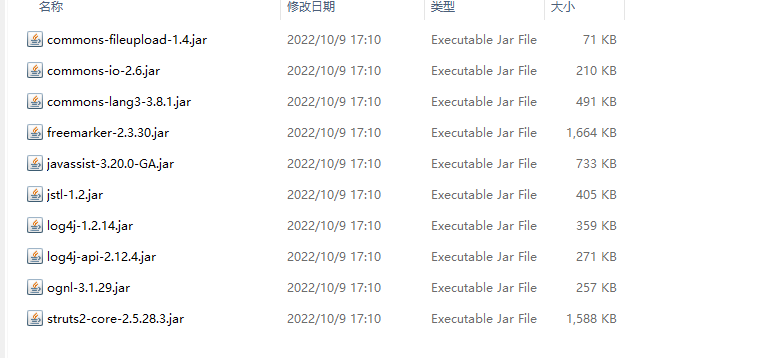 名称 修改日期 类型 大小
commons-fileupload-1.4.jar 2022/10/9 17:10 Executable Jar File 71 KB
commons-io-2.6.jar 2022/10/9 17:10 Executable Jar File 210 KB
commons-lang3-3.8.1.jar 2022/10/9 17:10 Executable Jar File 491 KB
freemarker-2.3.30.jar 2022/10/9 17:10 Executable Jar File 1,664 KB
javassist-3.20.0-GA.jar 2022/10/9 17:10 Executable Jar File 733 KB
jstl-1.2.jar 2022/10/9 17:10 Executable Jar File 405 KB
log4j-1.2.14.jar 2022/10/9 17:10 Executable Jar File 359 KB
log4j-api-2.12.4.jar 2022/10/9 17:10 Executable Jar File 271 KB
ognl-3.1.29.jar 2022/10/9 17:10 Executable Jar File 257 KB
struts2-core-2.5.28.3.jar 2022/10/9 17:10 Executable Jar File 1,588 KB